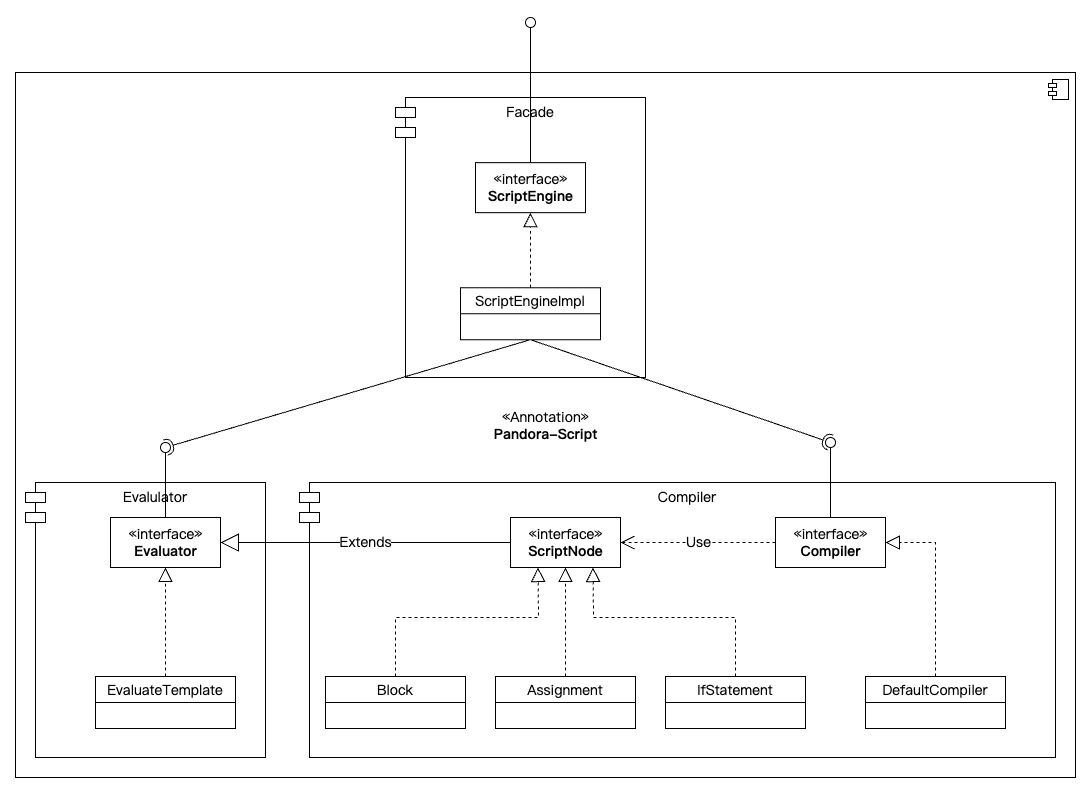 Facade
«interface»
ScriptEngine
ScriptEngineImpl
«Annotation»
Pandora-Script
Evalulator
«interface»
Evaluator
EvaluateTemplate
Extends
Compiler
«interface»
ScriptNode
Use
«interface»
Compiler
Block
Assignment
IfStatement
DefaultCompiler